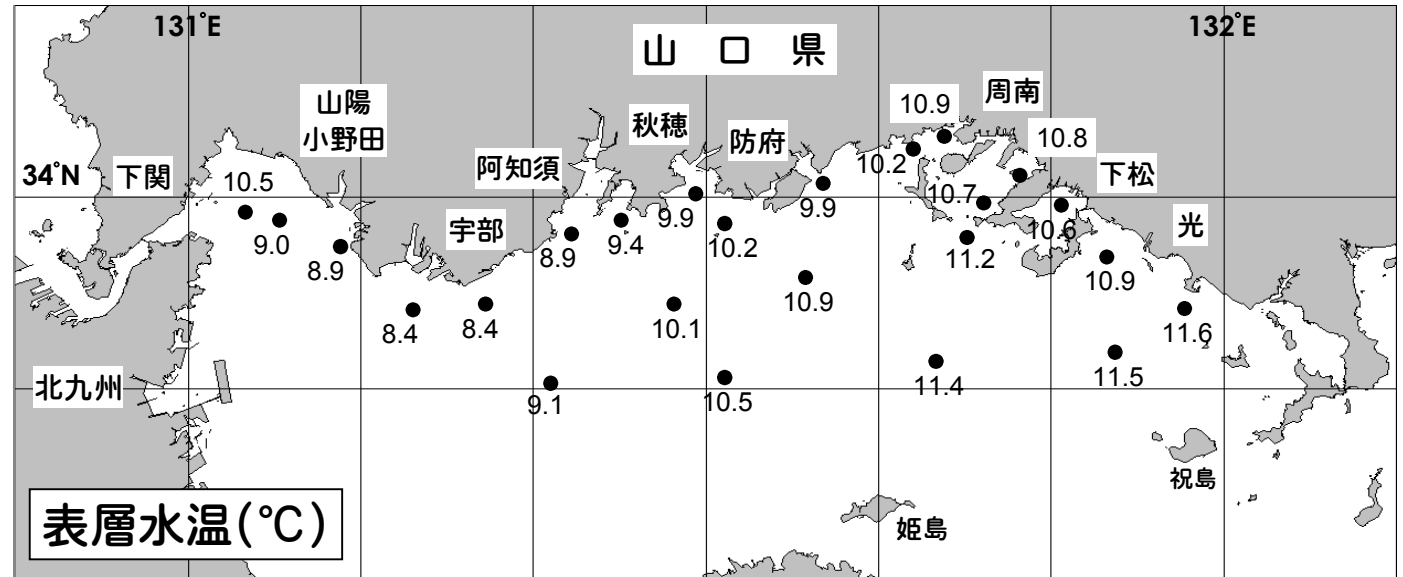 131°E
132°E
山 口 県
山陽
小野田
秋穂
防府
10.9
周南
10.8
34°N
下関
10.5
阿知須
10.2
下松
9.0
8.9
宇部
8.9
9.4
9.9
10.2
9.9
10.7
11.2
10.6
光
10.9
8.4
8.4
10.1
10.9
11.6
北九州
9.1
10.5
11.4
11.5
祝島
姫島
表層水温(℃)